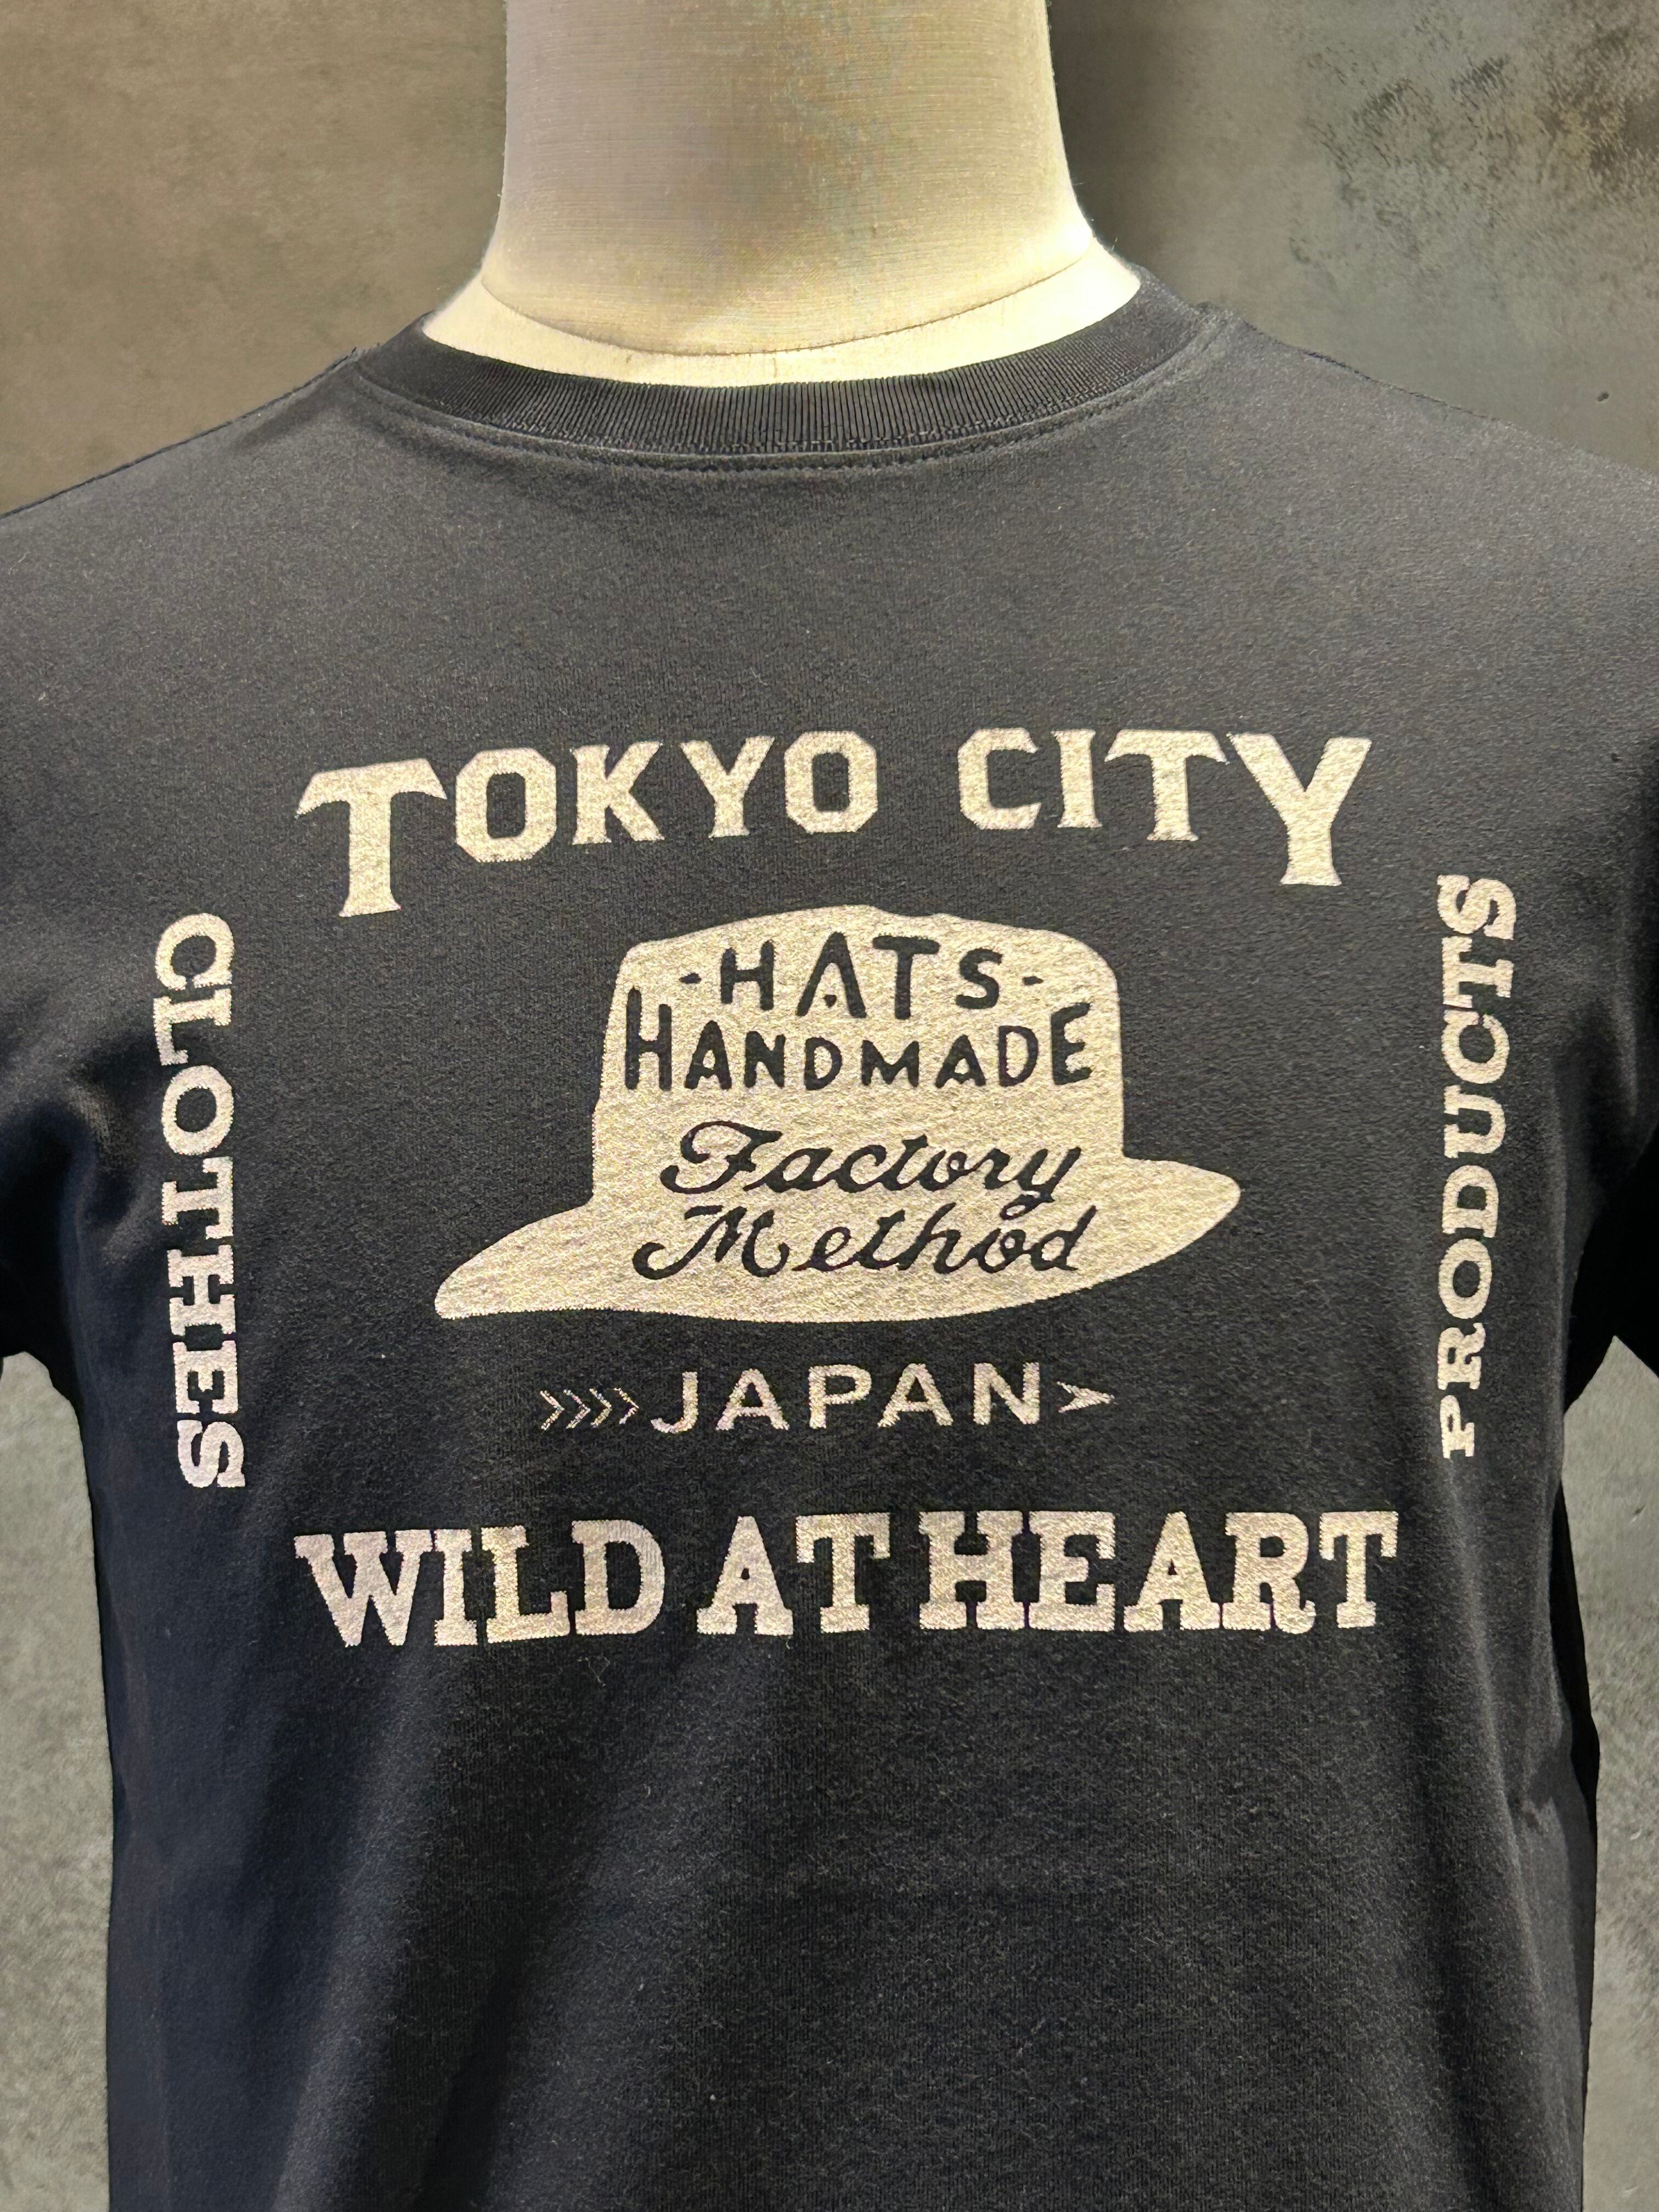 TOKYO CITY
CLOTHES
-HATS-
HANDMADE
Factory
Method
PRODUCTS
>>>>JAPAN>
WILD AT HEART